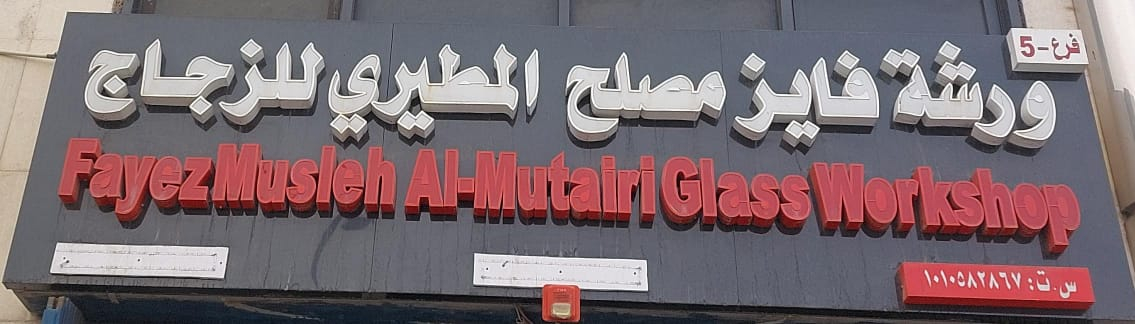 فرع-5
ورشة فايز مصلح المطيري للزجاج
Fayez Musleh Al-Mutairi Glass Workshop
س.ت: ١٠١٠٥٨٢٨٦٧